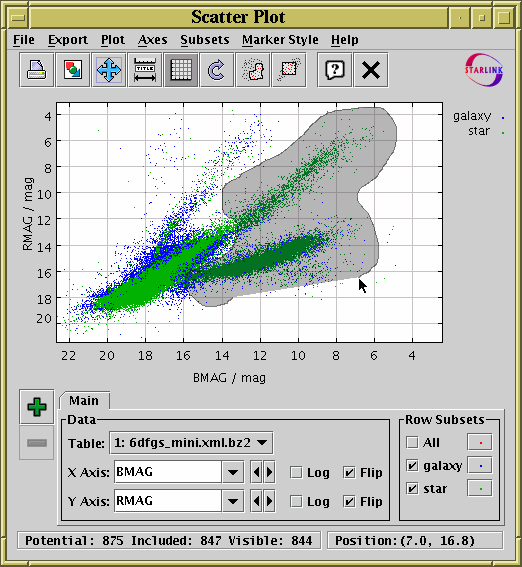 Scatter Plot
File Export Plot Axes Subsets Marker Style Help
TITLE
STARLINK
galaxy
star
4
6
8
10
12
14
16
18
20
RMAG / mag
22 20 18 16 14 12 10 8 6 4
BMAG / mag
Main
Data
Table: 1: 6dfgs_mini.xml.bz2
X Axis: BMAG Log Flip
Y Axis: RMAG Log Flip
Row Subsets
All
galaxy
star
Potential: 875 Included: 847 Visible: 844 Position:(7.0, 16.8)